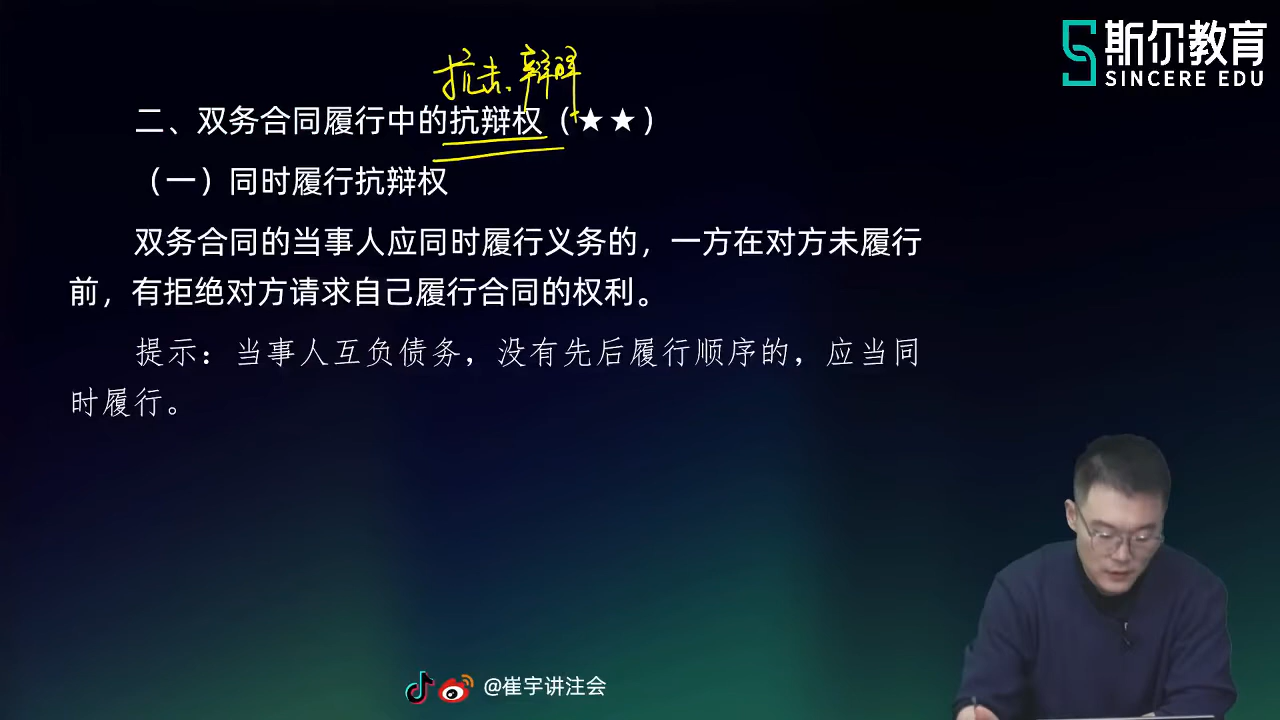 斯尔教育
SINCERE EDU
抗击、辩解
二、双务合同履行中的抗辩权（★★）
（一）同时履行抗辩权
双务合同的当事人应同时履行义务的，一方在对方未履行
前，有拒绝对方请求自己履行合同的权利。
提示：当事人互负债务，没有先后履行顺序的，应当同
时履行。
@崔宇讲注会